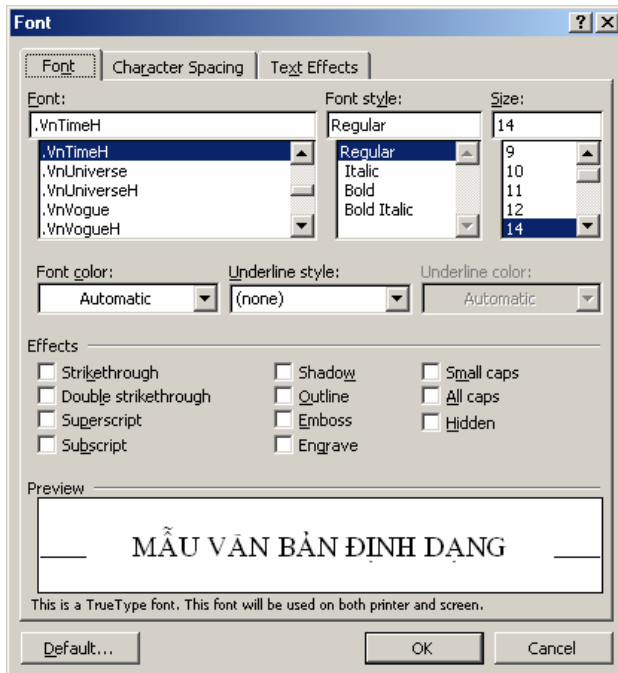 Font
Font Character Spacing Text Effects
Font: Font style: Size:
.VnTimeH Regular 14
.VnTimeH Regular 9
.VnUniverse Italic 10
.VnUniverseH Bold 11
.VnVogue Bold Italic 12
.VnVogueH 14
Font color: Underline style: Underline color:
Automatic (none) Automatic
Effects
Strikethrough Shadow Small caps
Double strikethrough Outline All caps
Superscript Emboss Hidden
Subscript Engrave
Preview
MẪU VĂN BẢN ĐỊNH DẠNG
This is a TrueType font. This font will be used on both printer and screen.
Default... OK Cancel